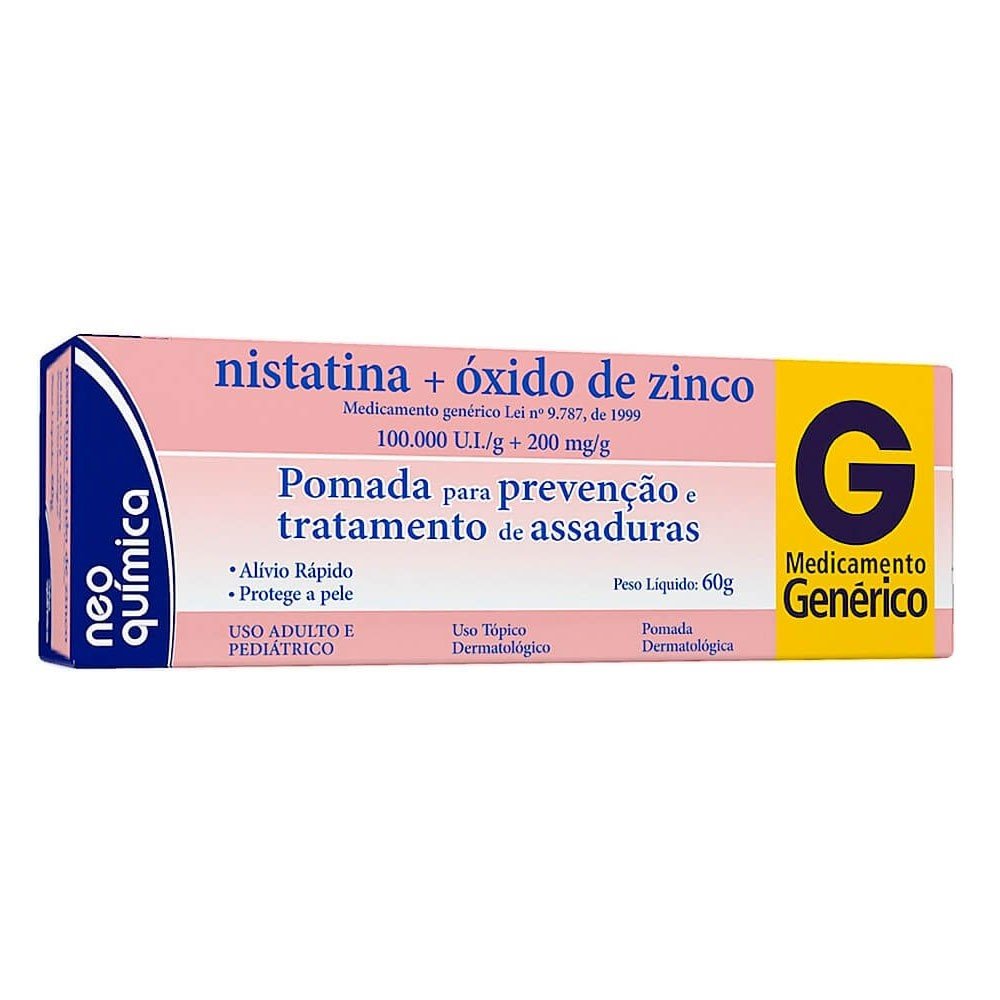 nistatina + óxido de zinco
Medicamento genérico Lei nº 9.787, de 1999
100.000 U.I./g + 200 mg/g
Pomada para prevenção e
tratamento de assaduras
• Alívio Rápido
• Protege a pele
Peso Líquido: 60g
USO ADULTO E
PEDIÁTRICO
Uso Tópico
Dermatológico
Pomada
Dermatológica
neo
química
G
Medicamento
Genérico